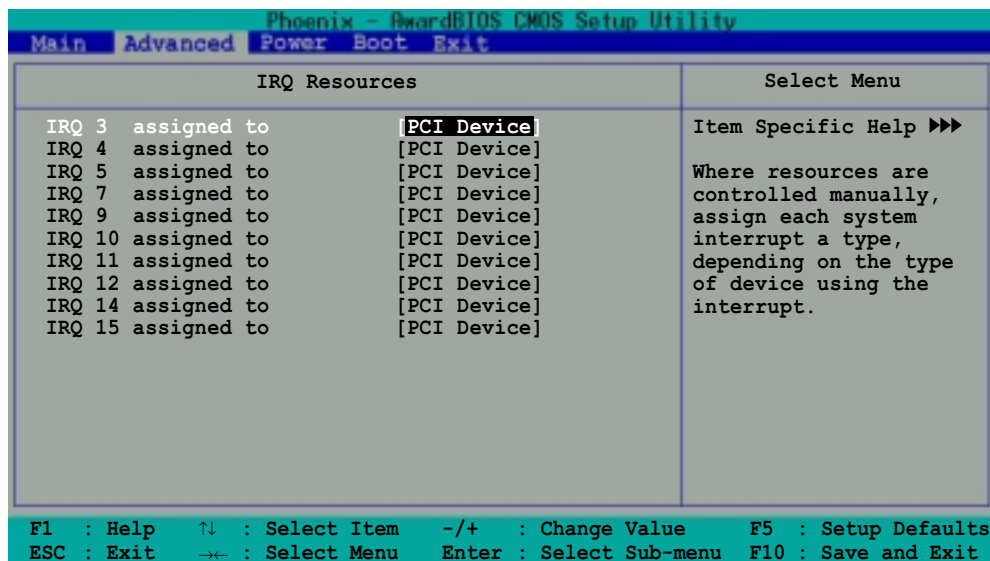 Phoenix - AwardBIOS CMOS Setup Utility
Main Advanced Power Boot Exit
IRQ Resources
Select Menu
IRQ 3 assigned to [PCI Device]
IRQ 4 assigned to [PCI Device]
IRQ 5 assigned to [PCI Device]
IRQ 7 assigned to [PCI Device]
IRQ 9 assigned to [PCI Device]
IRQ 10 assigned to [PCI Device]
IRQ 11 assigned to [PCI Device]
IRQ 12 assigned to [PCI Device]
IRQ 14 assigned to [PCI Device]
IRQ 15 assigned to [PCI Device]
Item Specific Help ▶▶▶
Where resources are
controlled manually,
assign each system
interrupt a type,
depending on the type
of device using the
interrupt.
F1 : Help ↑↓ : Select Item -/+ : Change Value F5 : Setup Defaults
ESC : Exit →← : Select Menu Enter : Select Sub-menu F10 : Save and Exit